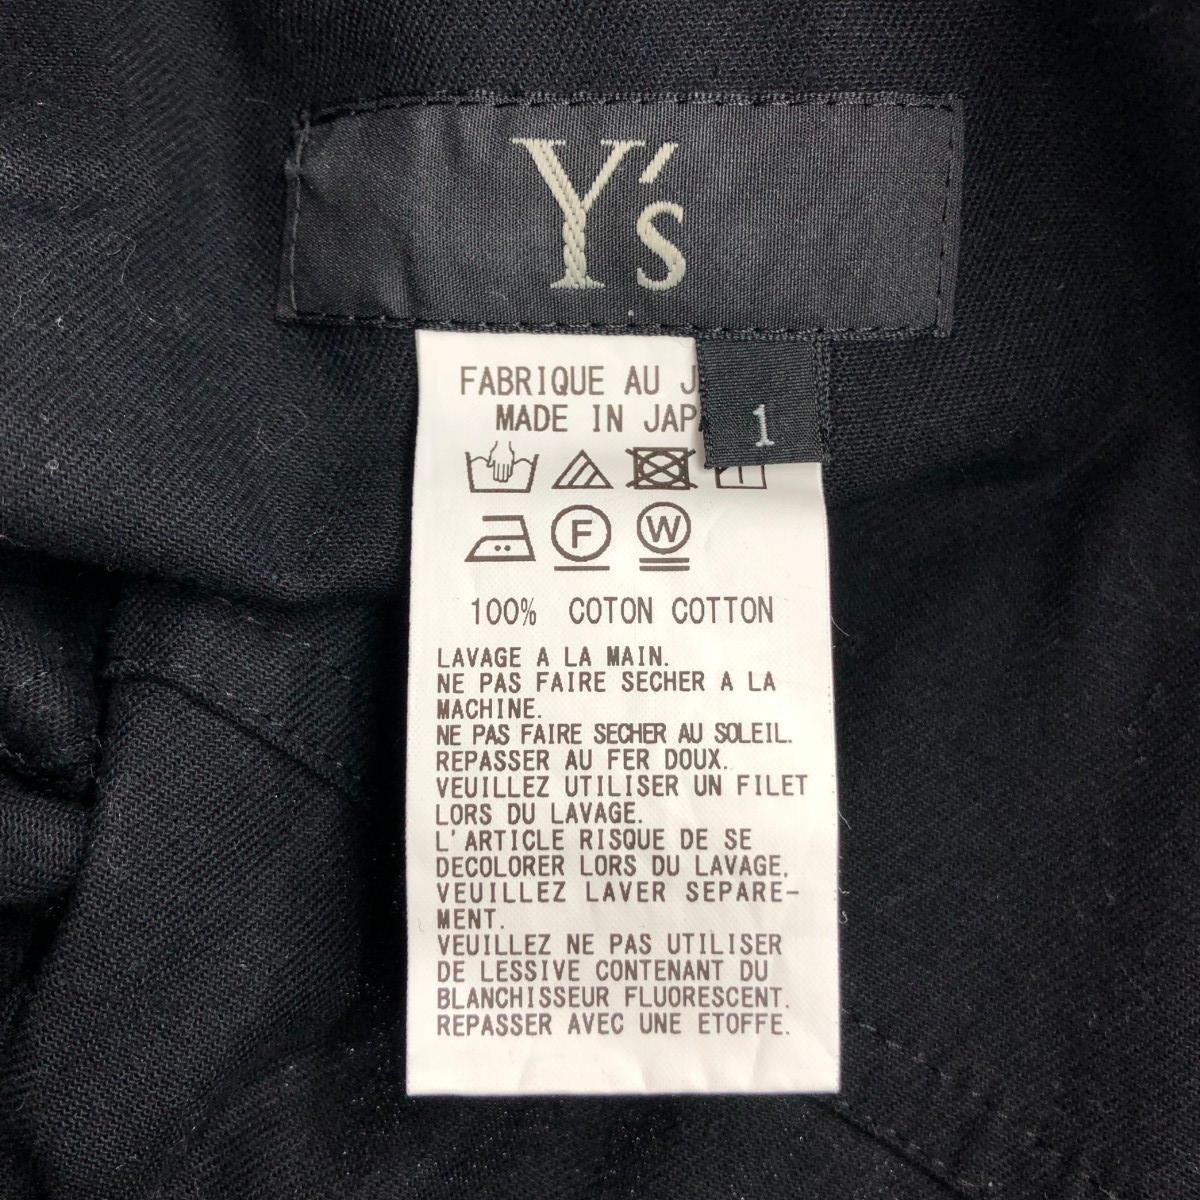 Y's
FABRIQUE AU
MADE IN
1
F
W
100% COTON COTTON
LAVAGE A LA MAIN.
NE PAS FAIRE SECHER A LA
MACHINE.
NE PAS FAIRE SECHER AU SOLEIL.
REPASSER AU FER DOUX.
VEUILLEZ UTILISER UN FILET
LORS DU LAVAGE.
L'ARTICLE RISQUE DE SE
DECOLORER LORS DU LAVAGE.
VEUILLEZ LAVER SEPARE-
MENT.
VEUILLEZ NE PAS UTILISER
DE LESSIVE CONTENANT DU
BLANCHISSEUR FLUORESCENT.
REPASSER AVEC UNE ETOFFE.